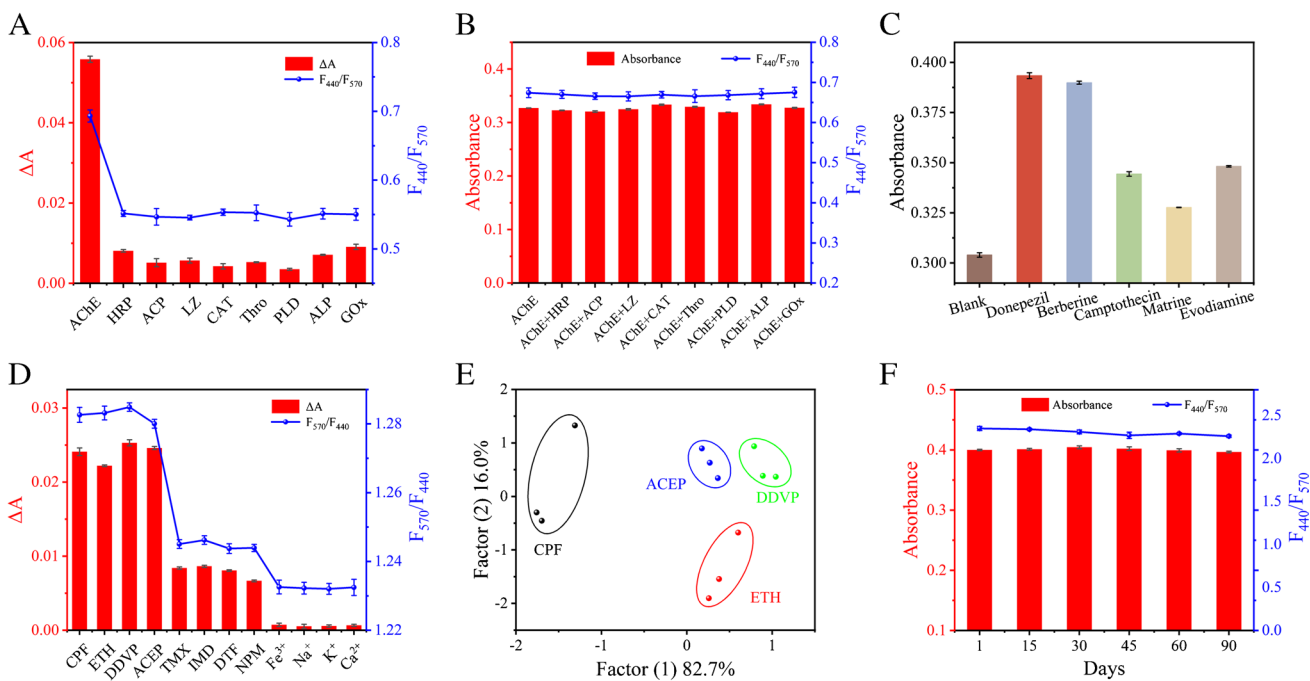 A
0.06
0.04
0.02
0.00
ΔA
ΔA
F440/F570
0.8
0.7
0.6
0.5
F440/F570
AChE
HRP
ACP
LZ
CAT
Thro
PLD
ALP
GOx
B
0.4
0.3
0.2
0.1
0.0
Absorbance
Absorbance
F440/F570
0.8
0.7
0.6
0.5
0.4
0.3
0.2
F440/F570
AChE
AChE+HRP
AChE+ACP
AChE+LZ
AChE+CAT
AChE+Thro
AChE+PLD
AChE+ALP
AChE+GOx
C
0.400
0.375
0.350
0.325
0.300
Absorbance
Blank
Donepezil
Berberine
Camptothecin
Matrine
Evodiamine
D
0.03
0.02
0.01
0.00
ΔA
ΔA
F570/F440
1.28
1.26
1.24
1.22
F570/F440
CPF
ETH
DDVP
ACEP
TMX
IMD
DTF
NPM
Fe3+
Na+
K+
Ca2+
E
2
1
0
-1
-2
Factor (2) 16.0%
CPF
ACEP
DDVP
ETH
-2 -1 0 1
Factor (1) 82.7%
F
0.5
0.4
0.3
0.2
0.1
Absorbance
Absorbance
F440/F570
2.5
2.0
1.5
1.0
0.5
0.0
F440/F570
1 15 30 45 60 90
Days